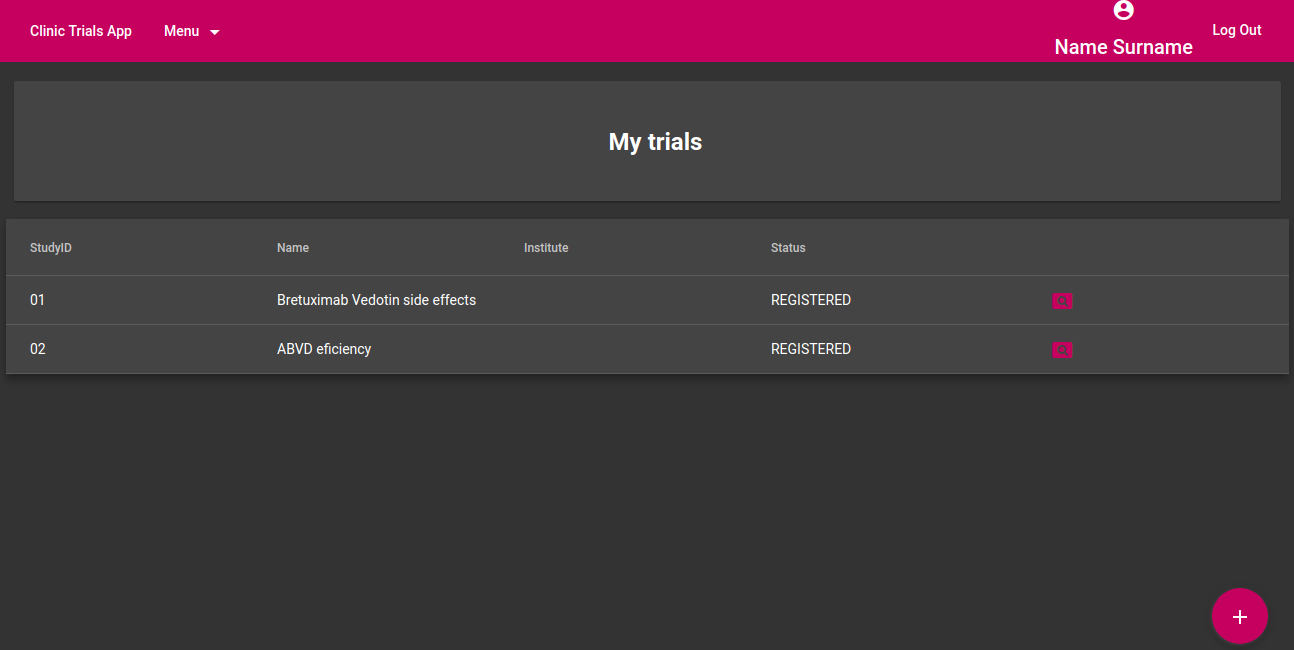 Clinic Trials App Menu
Name Surname
Log Out
My trials
StudyID Name Institute Status
01 Bretuximab Vedotin side effects REGISTERED
02 ABVD eficiency REGISTERED